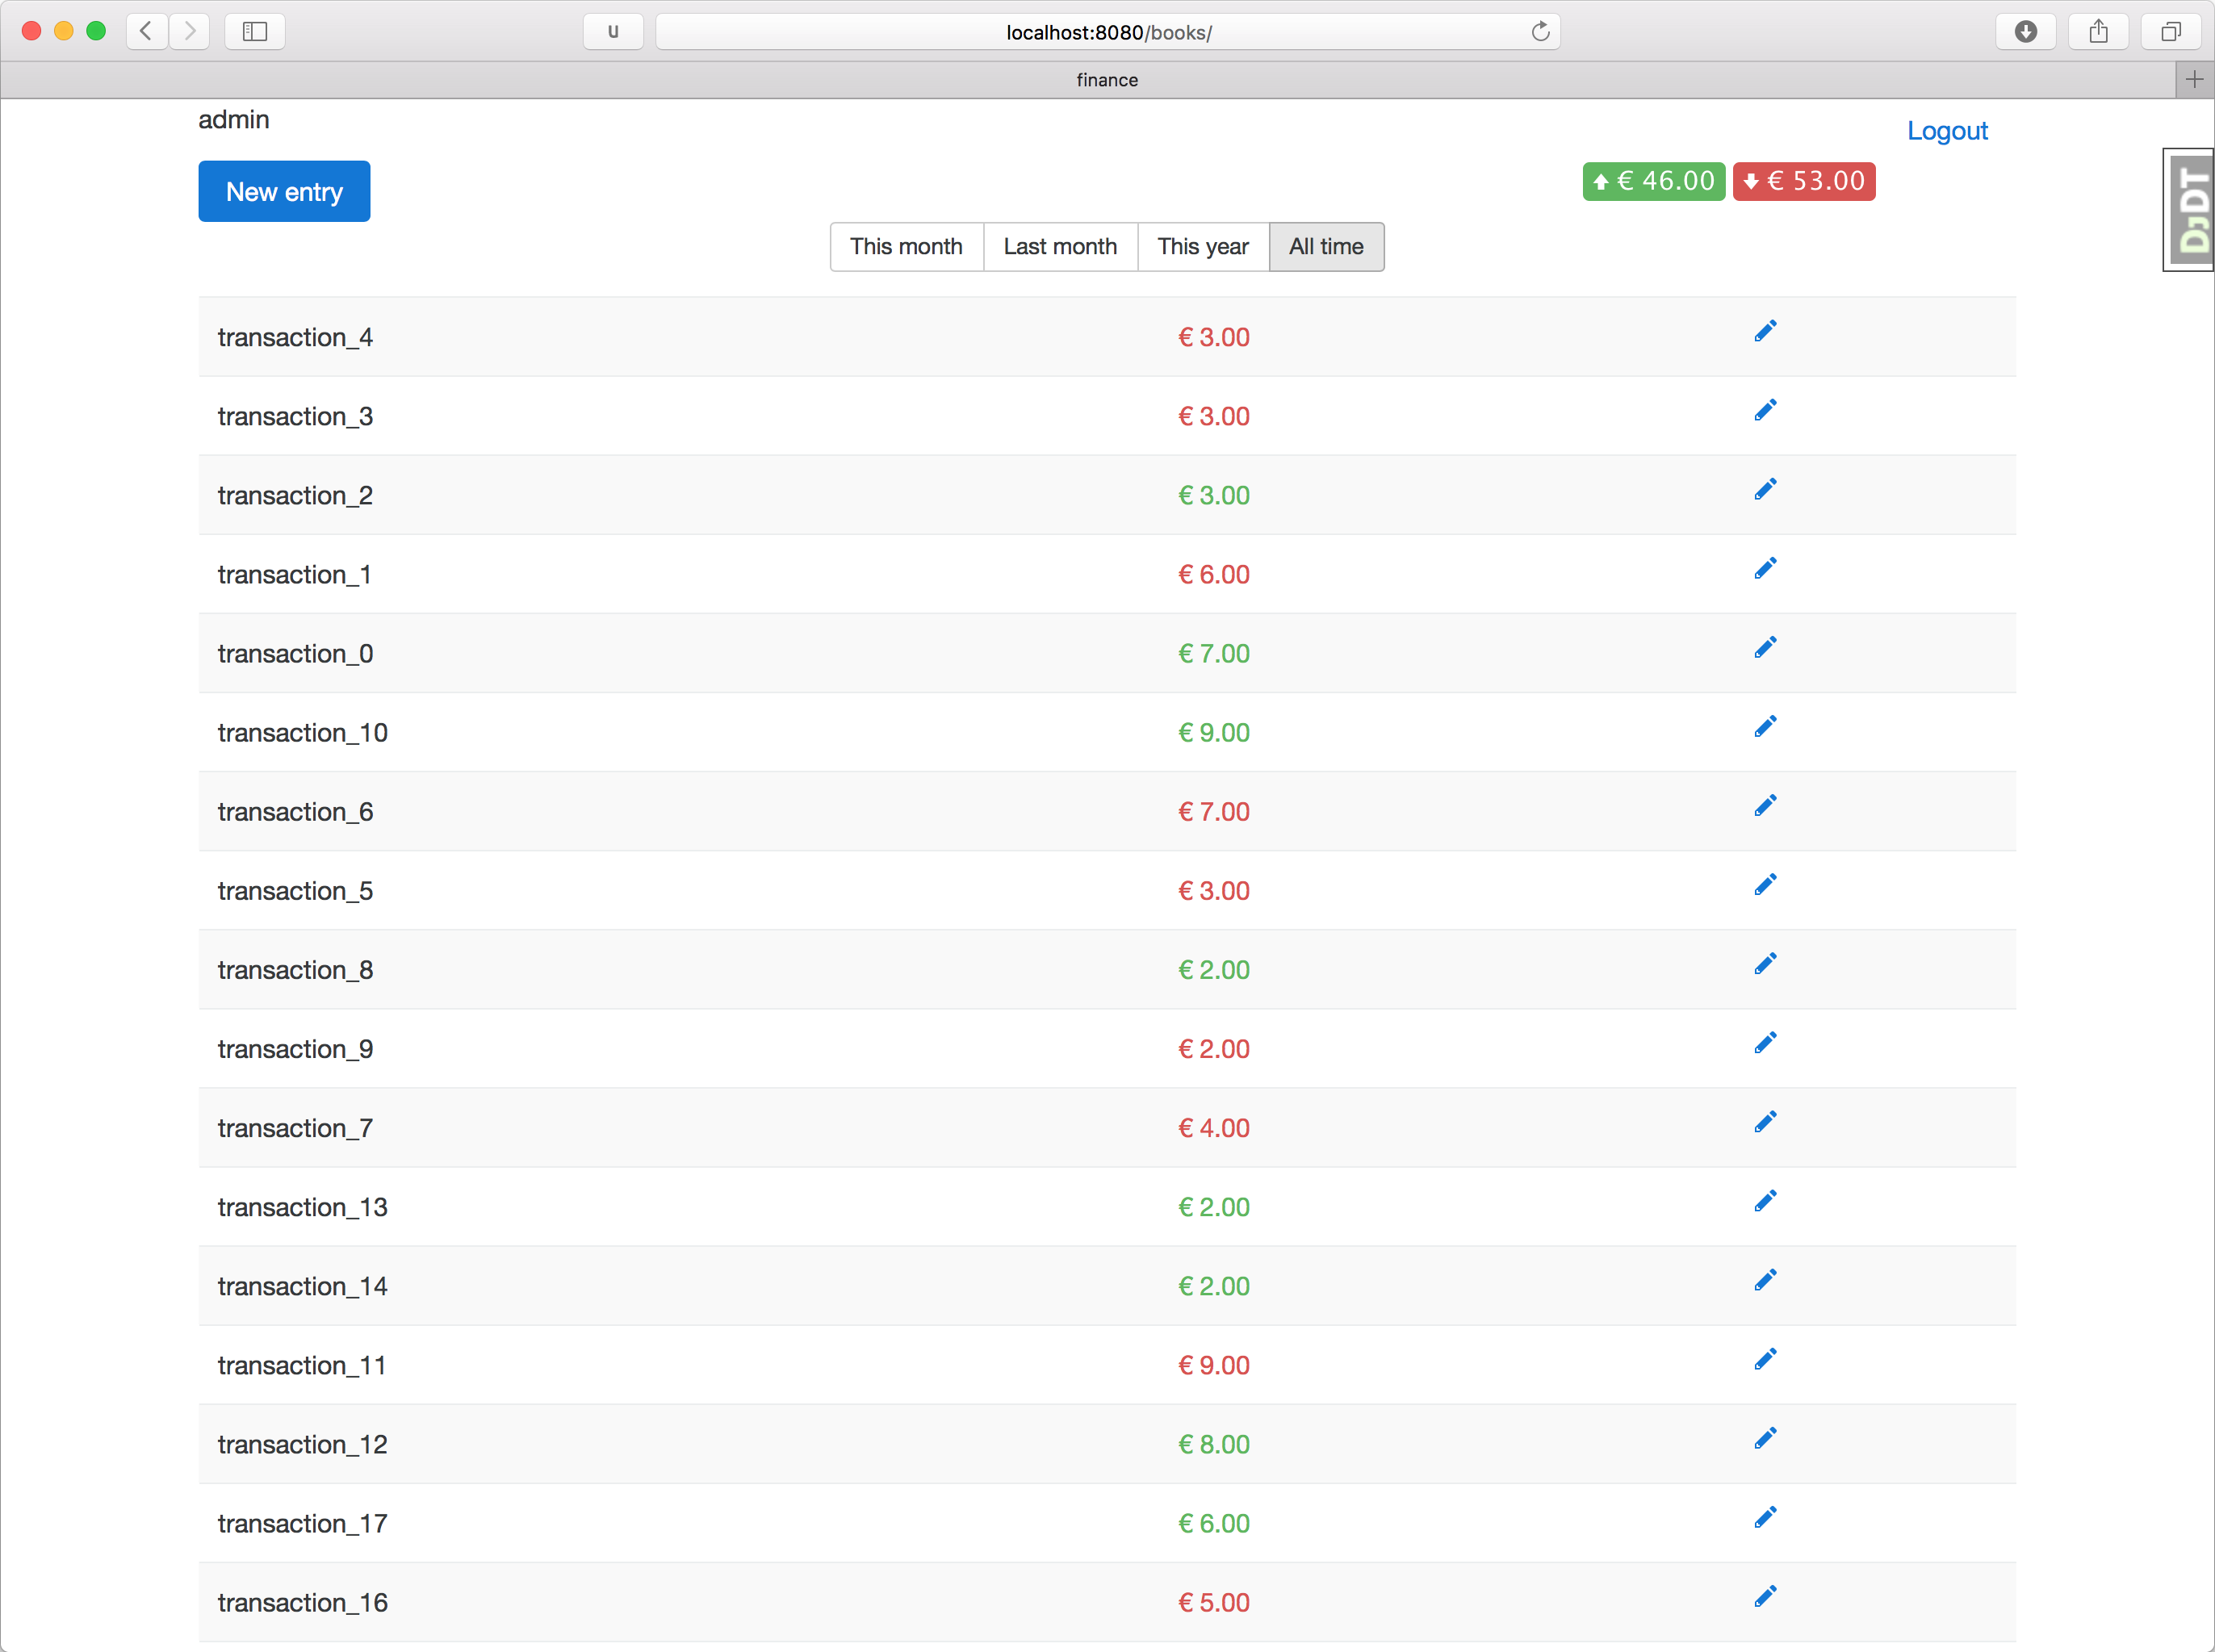 u
localhost:8080/books/
finance
admin
Logout
New entry
€ 46.00
€ 53.00
DjDT
This month
Last month
This year
All time
transaction_4 € 3.00
transaction_3 € 3.00
transaction_2 € 3.00
transaction_1 € 6.00
transaction_0 € 7.00
transaction_10 € 9.00
transaction_6 € 7.00
transaction_5 € 3.00
transaction_8 € 2.00
transaction_9 € 2.00
transaction_7 € 4.00
transaction_13 € 2.00
transaction_14 € 2.00
transaction_11 € 9.00
transaction_12 € 8.00
transaction_17 € 6.00
transaction_16 € 5.00